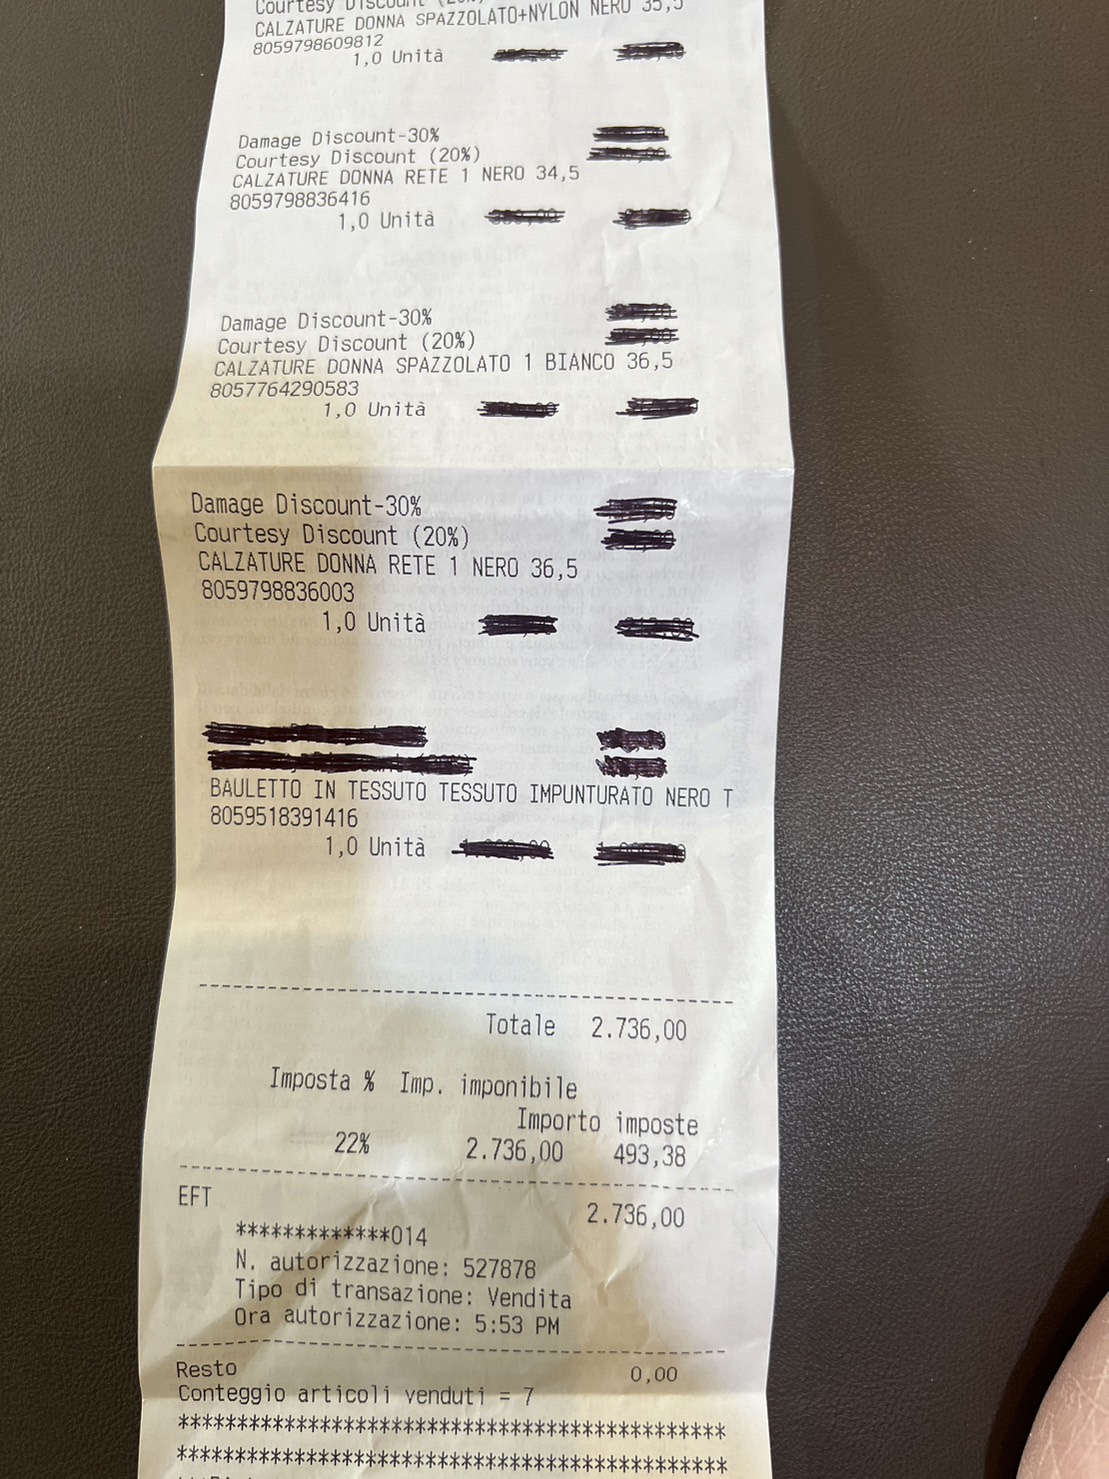 Courtesy Discount (20%)
CALZATURE DONNA SPAZZOLATO+NYLON NERO 35,5
8059798609812
1,0 Unità
Damage Discount-30%
Courtesy Discount (20%)
CALZATURE DONNA RETE 1 NERO 34,5
8059798836416
1,0 Unità
Damage Discount-30%
Courtesy Discount (20%)
CALZATURE DONNA SPAZZOLATO 1 BIANCO 36,5
8057764290583
1,0 Unità
Damage Discount-30%
Courtesy Discount (20%)
CALZATURE DONNA RETE 1 NERO 36,5
8059798836003
1,0 Unità
BAULETTO IN TESSUTO TESSUTO IMPUNTURATO NERO T
8059518391416
1,0 Unità
Totale 2.736,00
Imposta % Imp. imponibile
Importo imposte
22% 2.736,00 493,38
EFT 2.736,00
*************014
N. autorizzazione: 527878
Tipo di transazione: Vendita
Ora autorizzazione: 5:53 PM
Resto 0,00
Conteggio articoli venduti = 7
*********************************************
*********************************************